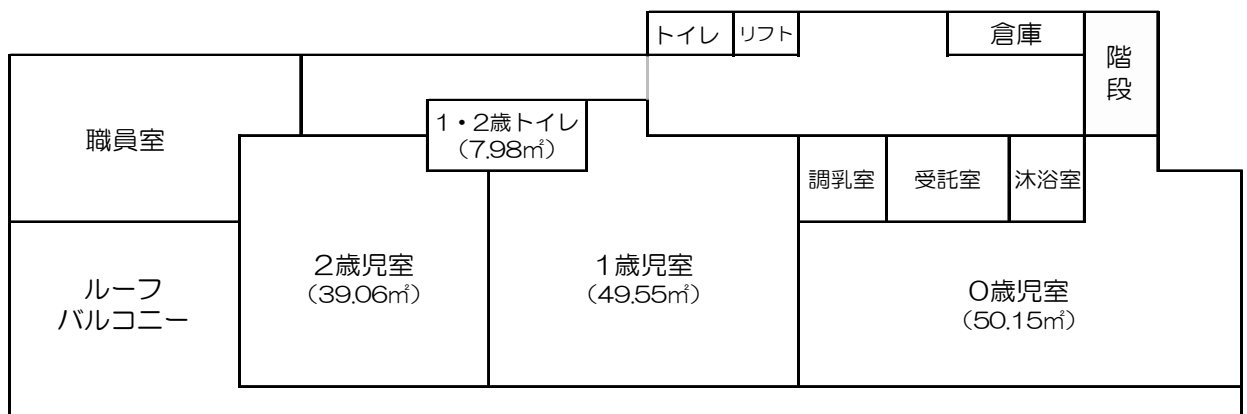 トイレ
リフト
倉庫
階
段
職員室
1・2歳トイレ
(7.98㎡)
調乳室
受託室
沐浴室
2歳児室
(39.06㎡)
1歳児室
(49.55㎡)
0歳児室
(50.15㎡)
ルーフ
バルコニー